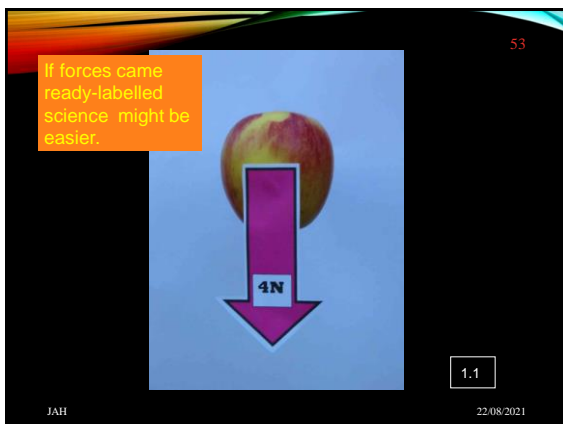 53
If forces came
ready-labelled
science might be
easier.
4N
1.1
JAH
22/08/2021